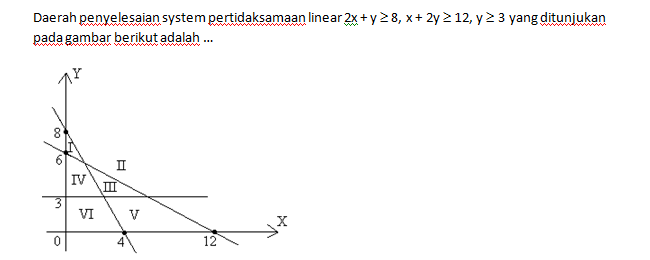 Daerah penyelesaian system pertidaksamaan linear 2x + y ≥ 8, x + 2y ≥ 12, y ≥ 3 yang ditunjukan
pada gambar berikut adalah ...
Y
8
I
6
II
IV
III
3
VI
V
X
0
4
12